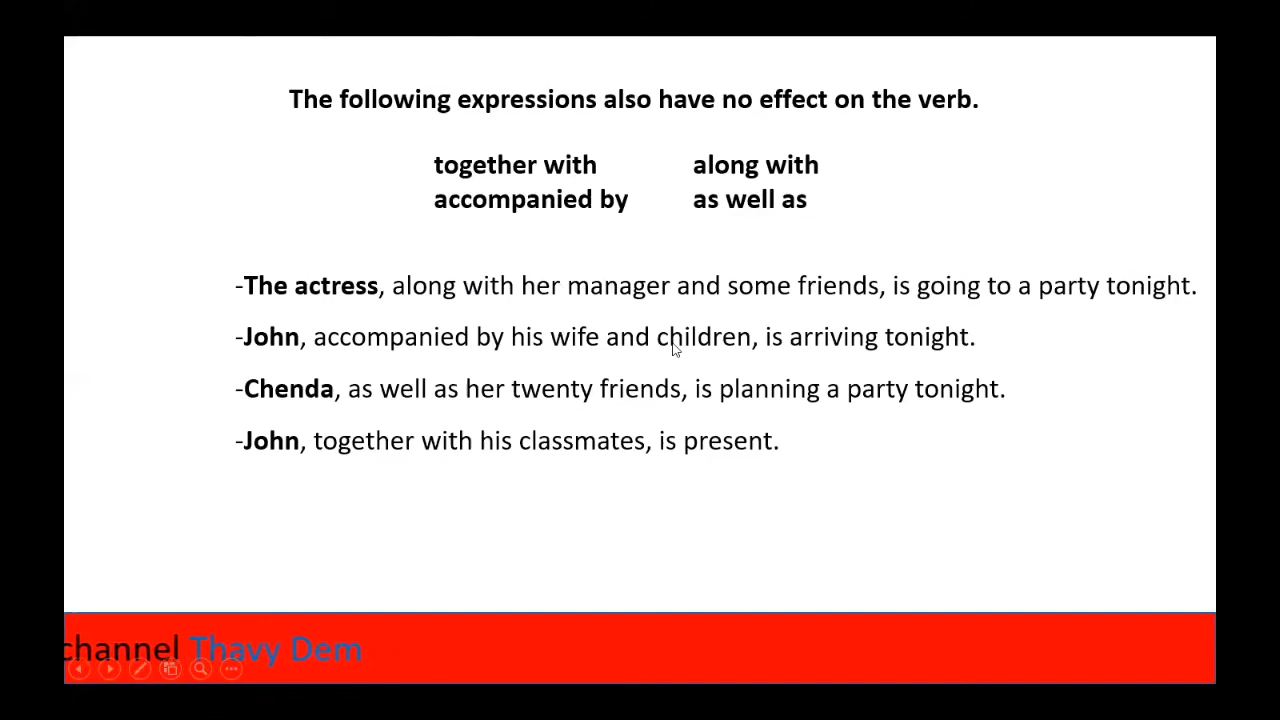 The following expressions also have no effect on the verb.
together with along with
accompanied by as well as
-The actress, along with her manager and some friends, is going to a party tonight.
-John, accompanied by his wife and children, is arriving tonight.
-Chenda, as well as her twenty friends, is planning a party tonight.
-John, together with his classmates, is present.
channel Thavy Dem